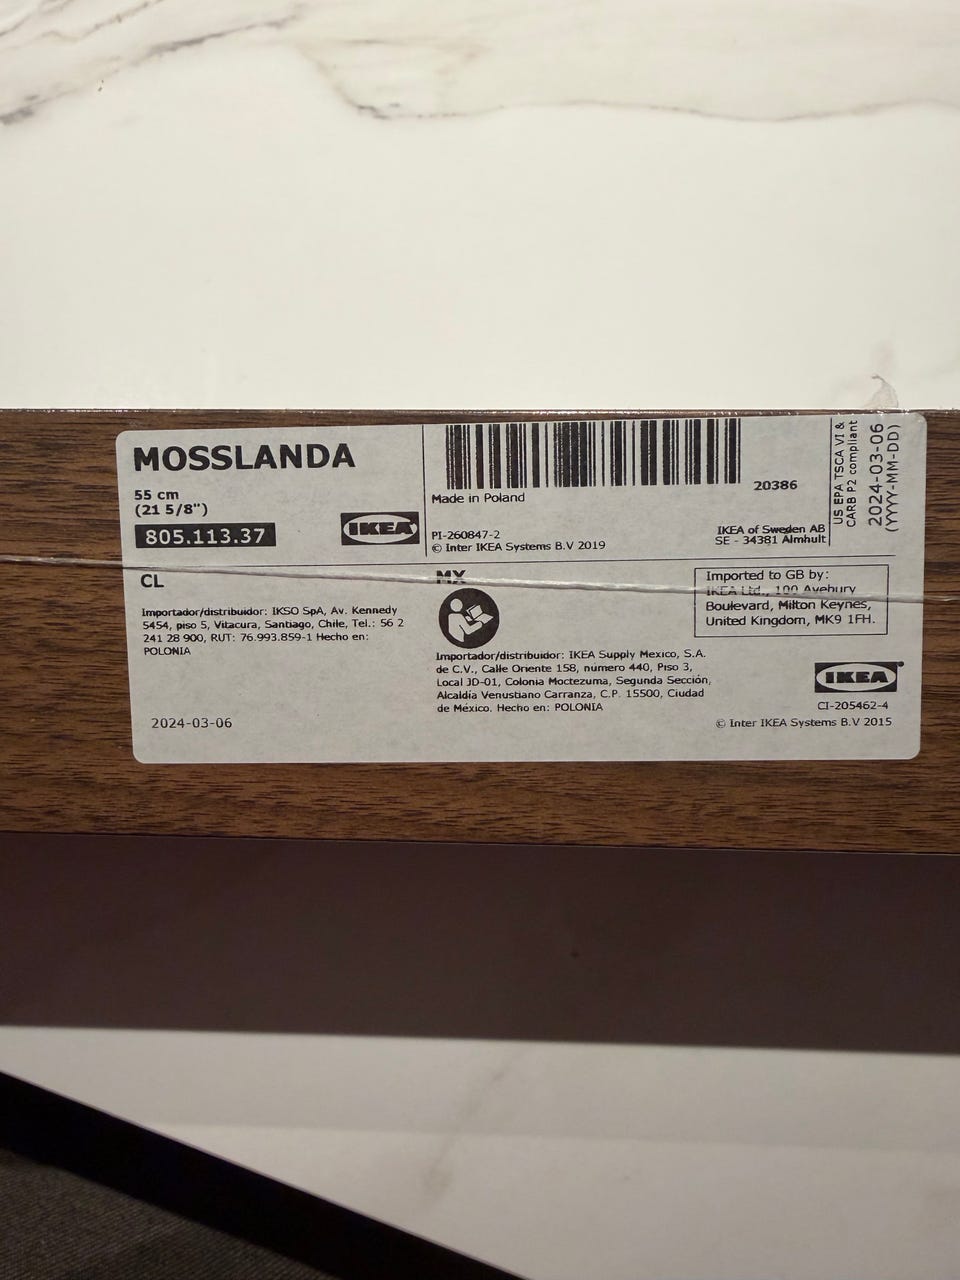 MOSSLANDA
55 cm
(21 5/8")
805.113.37
IKEA
Made in Poland
20386
PI-260847-2
© Inter IKEA Systems B.V 2019
IKEA of Sweden AB
SE - 34381 Älmhult
US EPA TSCA VI &
CARB P2 compliant
2024-03-06
(YYYY-MM-DD)
CL
Importador/distribuidor: IKSO SpA, Av. Kennedy
5454, piso 5, Vitacura, Santiago, Chile, Tel.: 56 2
241 28 900, RUT: 76.993.859-1 Hecho en:
POLONIA
2024-03-06
MX
Importador/distribuidor: IKEA Supply Mexico, S.A.
de C.V., Calle Oriente 158, número 440, Piso 3,
Local JD-01, Colonia Moctezuma, Segunda Sección,
Alcaldía Venustiano Carranza, C.P. 15500, Ciudad
de México. Hecho en: POLONIA
Imported to GB by:
IKEA Ltd., 100 Avebury
Boulevard, Milton Keynes,
United Kingdom, MK9 1FH.
IKEA
CI-205462-4
© Inter IKEA Systems B.V 2015